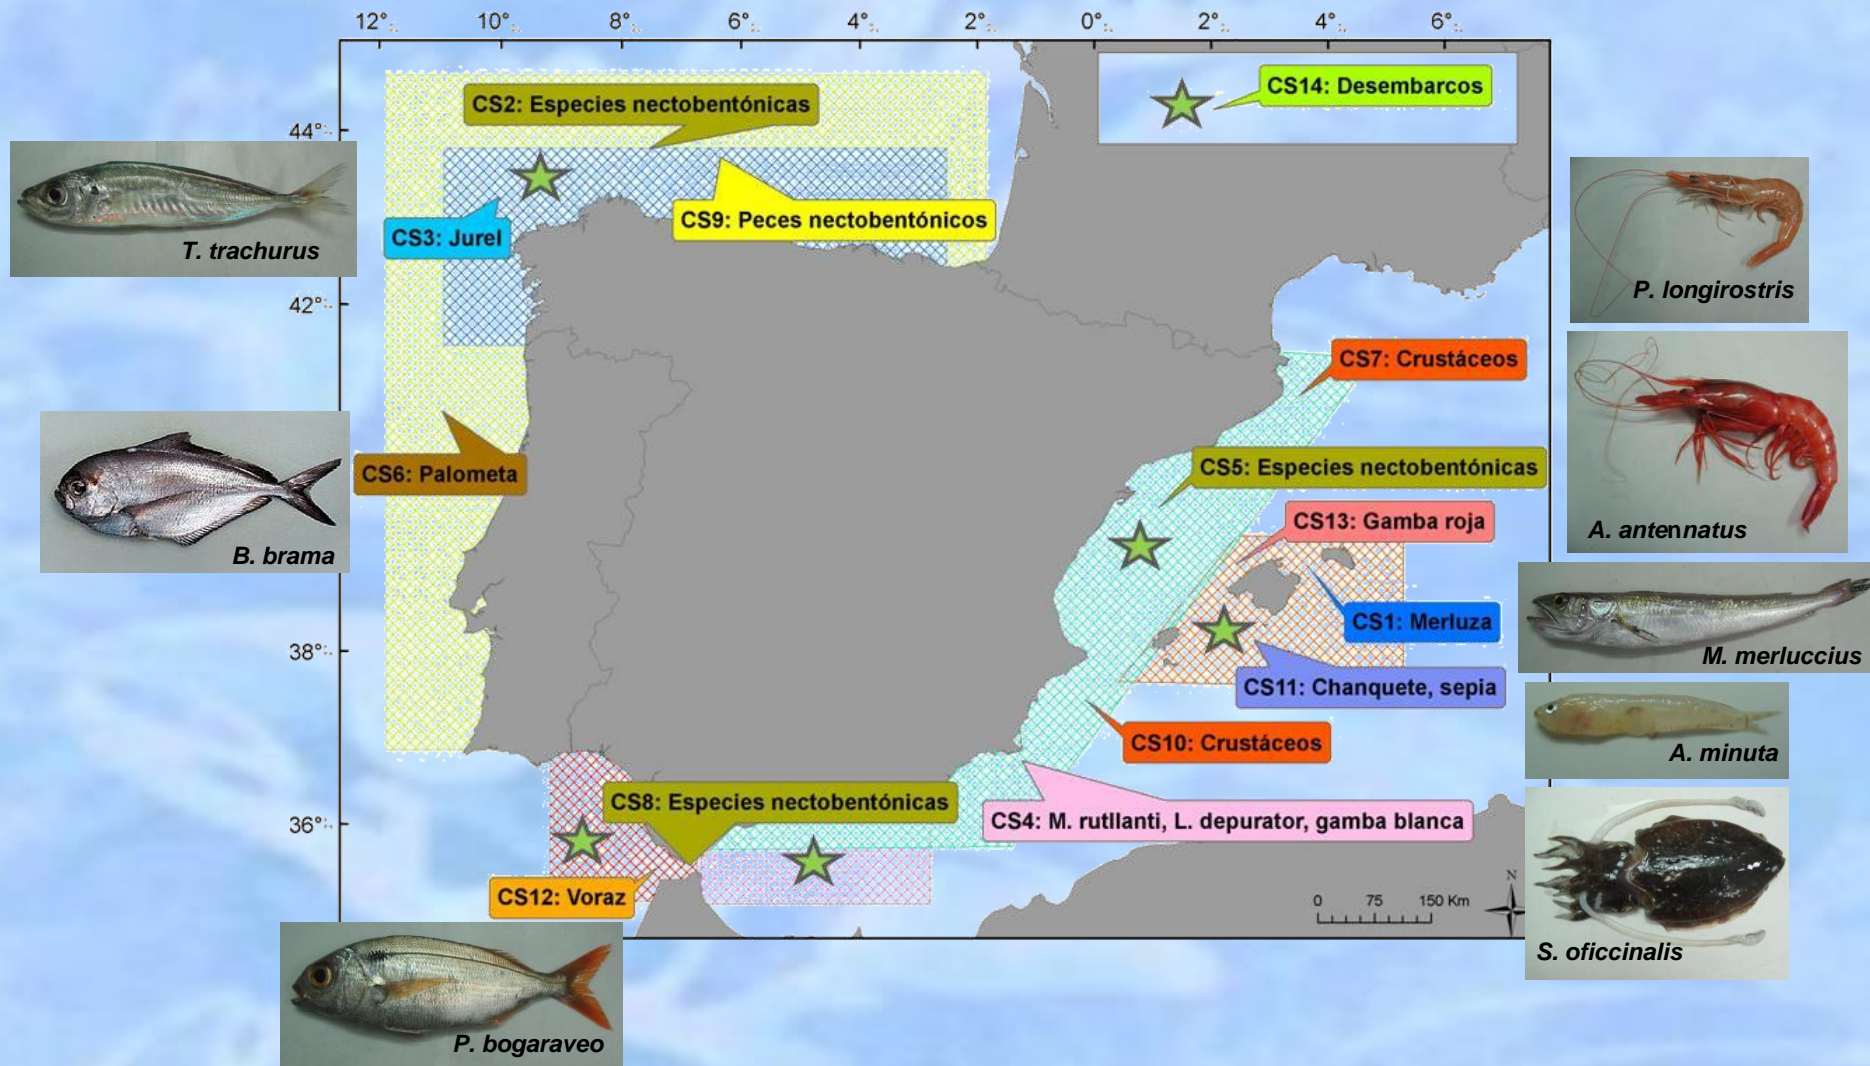 12° 10° 8° 6° 4° 2° 0° 2° 4° 6°
CS14: Desembarcos
CS2: Especies nectobentónicas
44°
CS9: Peces nectobentónicos
CS3: Jurel
T. trachurus
P. longirostris
42°
CS7: Crustáceos
CS6: Palometa
CS5: Especies nectobentónicas
CS13: Gamba roja
A. antennatus
B. brama
CS1: Merluza
38°
M. merluccius
CS11: Chanquete, sepia
CS10: Crustáceos
A. minuta
CS8: Especies nectobentónicas
36°
CS4: M. rutllanti, L. depurator, gamba blanca
CS12: Voraz
N
0 75 150 Km
S. oficcinalis
P. bogaraveo